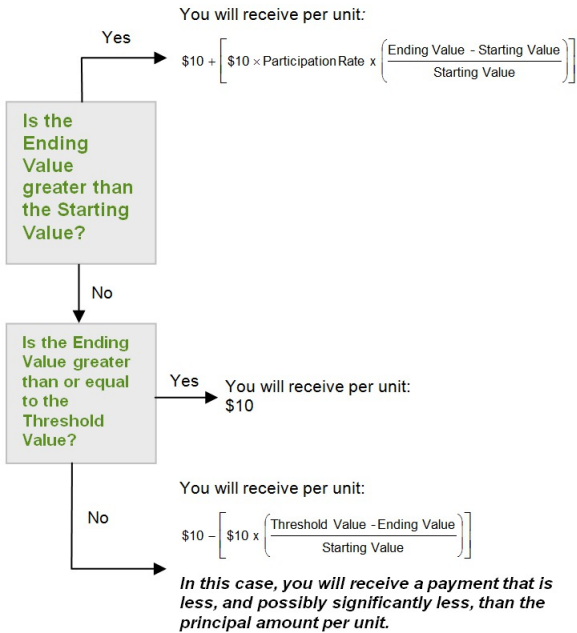 You will receive per unit:
Yes
$10 + [ $10 × Participation Rate x ( Ending Value - Starting Value
Starting Value ) ]
Is the
Ending
Value
greater than
the Starting
Value?
No
Is the Ending
Value greater
than or equal
to the
Threshold
Value?
Yes
You will receive per unit:
$10
You will receive per unit:
No
$10 – [ $10 x ( Threshold Value - Ending Value
Starting Value ) ]
In this case, you will receive a payment that is
less, and possibly significantly less, than the
principal amount per unit.